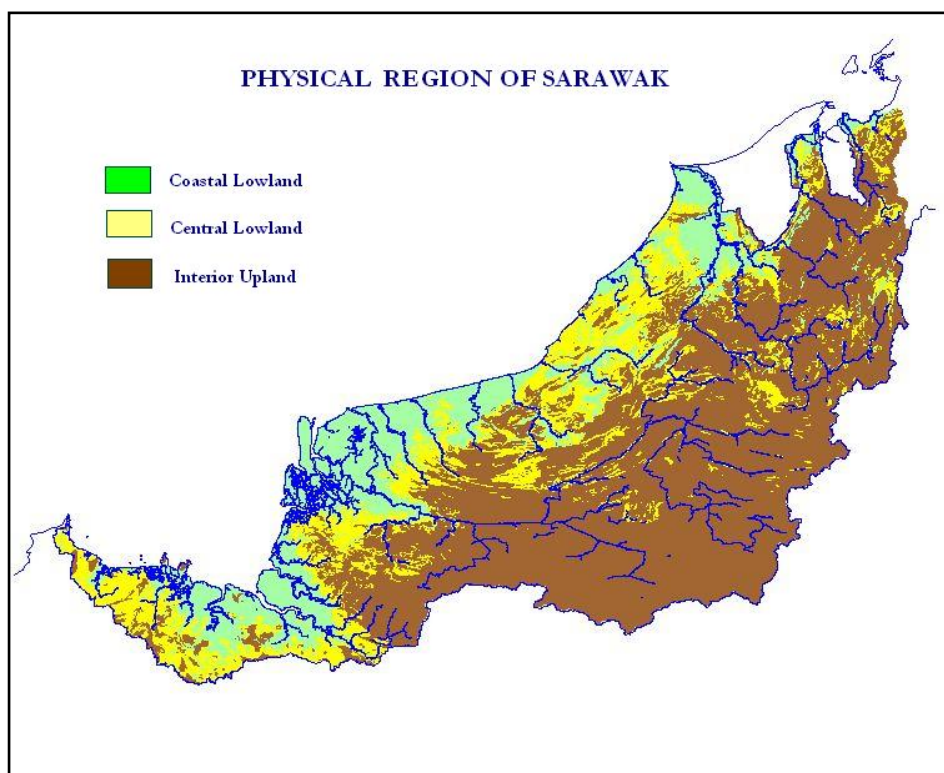 PHYSICAL REGION OF SARAWAK
Coastal Lowland
Central Lowland
Interior Upland